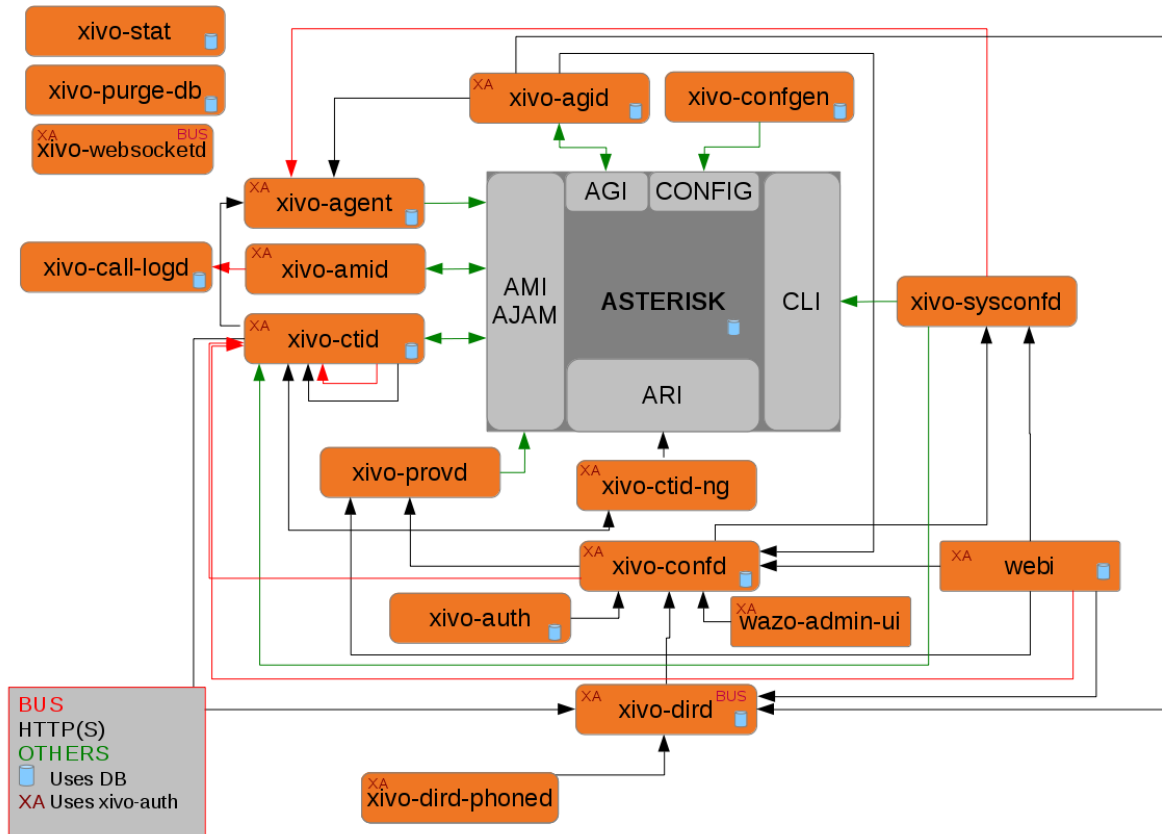 xivo-stat
xivo-purge-db
XA BUS
xivo-websocketd
XA
xivo-agid
xivo-confgen
XA
xivo-agent
AGI
CONFIG
xivo-call-logd
XA
xivo-amid
AMI
AJAM
ASTERISK
CLI
xivo-sysconfd
XA
xivo-ctid
ARI
xivo-provd
XA
xivo-ctid-ng
XA
xivo-confd
XA
webi
xivo-auth
XA
wazo-admin-ui
XA BUS
xivo-dird
XA
xivo-dird-phoned
BUS
HTTP(S)
OTHERS
Uses DB
XA Uses xivo-auth